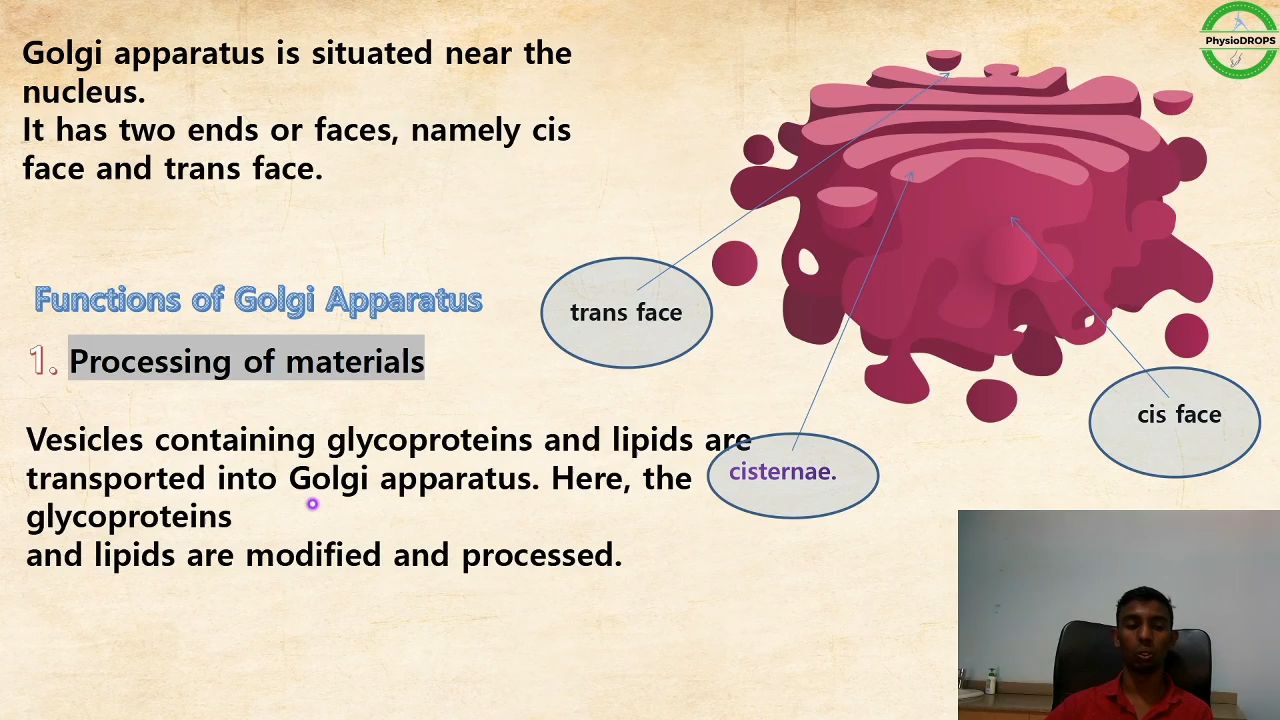 Golgi apparatus is situated near the
nucleus.
It has two ends or faces, namely cis
face and trans face.
Functions of Golgi Apparatus
1. Processing of materials
Vesicles containing glycoproteins and lipids are
transported into Golgi apparatus. Here, the
glycoproteins
and lipids are modified and processed.
trans face
cisternae.
cis face
PhysioDROPS